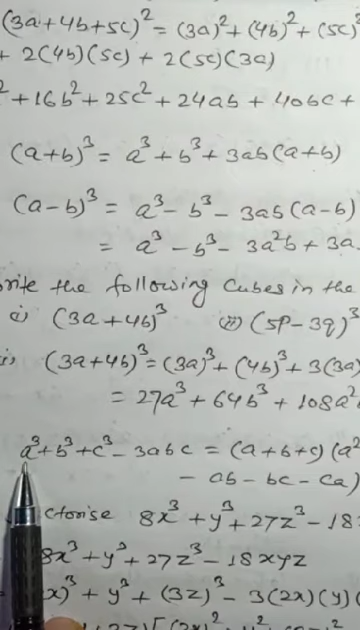 (3a+4b+5c)² = (3a)²+(4b)²+(5c)²
+ 2(4b)(5c) + 2(5c)(3a)
²+16b²+25c²+24ab+40bc+
(a+b)³ = a³+b³+3ab(a+b)
(a-b)³ = a³-b³-3ab(a-b)
= a³-b³-3a²b+3a
rite the following Cubes in the
i) (3a+4b)³ (ii) (5p-3q)³
i) (3a+4b)³=(3a)³+(4b)³+3(3a)
= 27a³+64b³+108a²
a³+b³+c³-3abc = (a+b+c)(a²
-ab-bc-ca)
ctorise 8x³+y³+27z³-18
8x³+y³+27z³-18xyz
x)³+y³+(3z)³-3(2x)(y)(